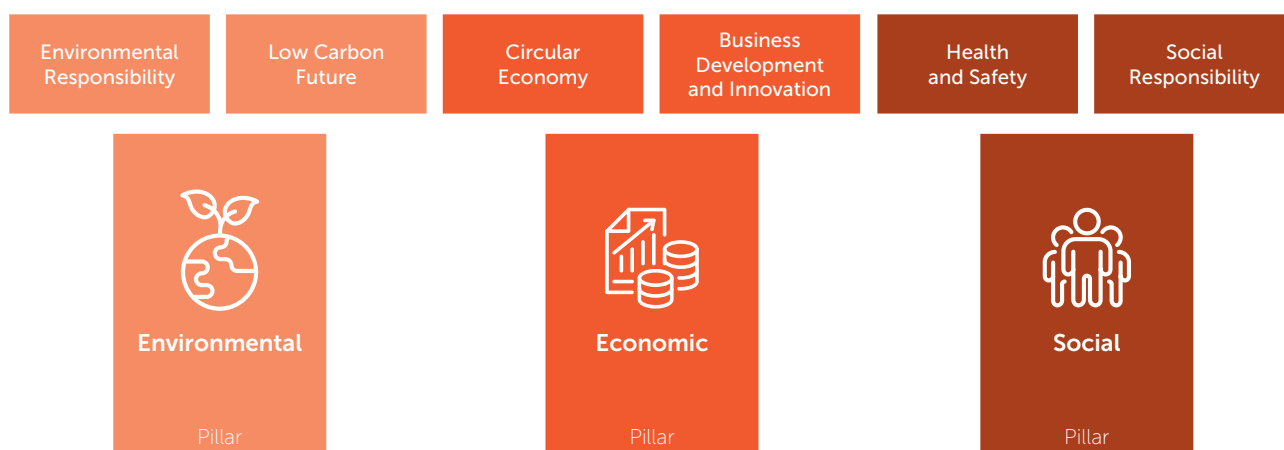 Environmental
Responsibility
Low Carbon
Future
Circular
Economy
Business
Development
and Innovation
Health
and Safety
Social
Responsibility
Environmental
Pillar
Economic
Pillar
Social
Pillar